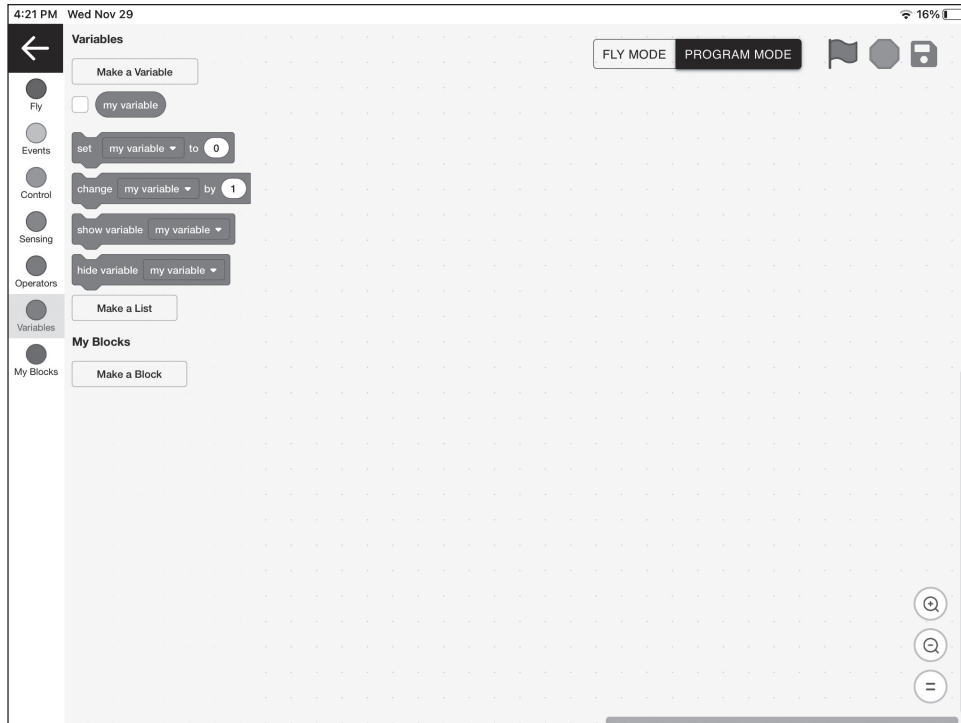 4:21 PM Wed Nov 29 16%
Variables
FLY MODE PROGRAM MODE
Make a Variable
my variable
set my variable to 0
change my variable by 1
show variable my variable
hide variable my variable
Make a List
My Blocks
Make a Block
Fly
Events
Control
Sensing
Operators
Variables
My Blocks